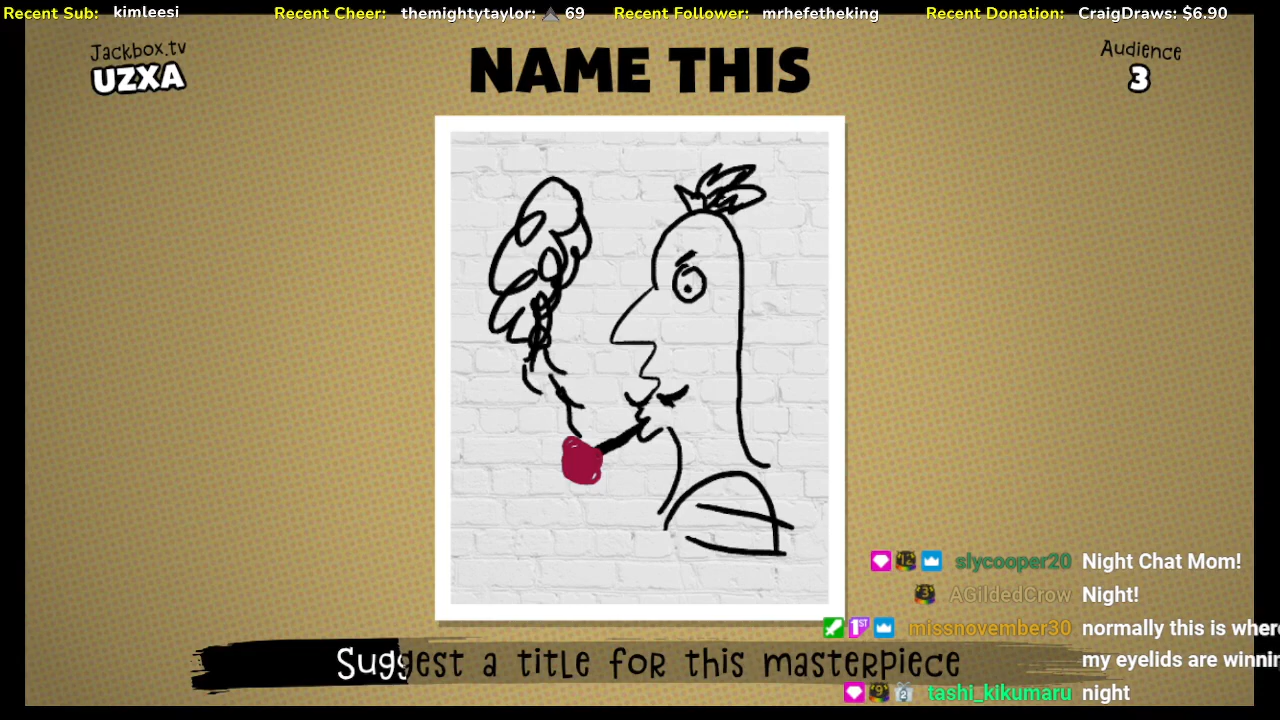 Recent Sub: kimleesi Recent Cheer: themightytaylor: 69 Recent Follower: mrhefetheking Recent Donation: CraigDraws: $6.90
Jackbox.tv
UZXA
NAME THIS
Audience
3
slycooper20 Night Chat Mom!
AGildedCrow Night!
missnovember30 normally this is where
my eyelids are winnin
Suggest a title for this masterpiece
tashi_kikumaru night